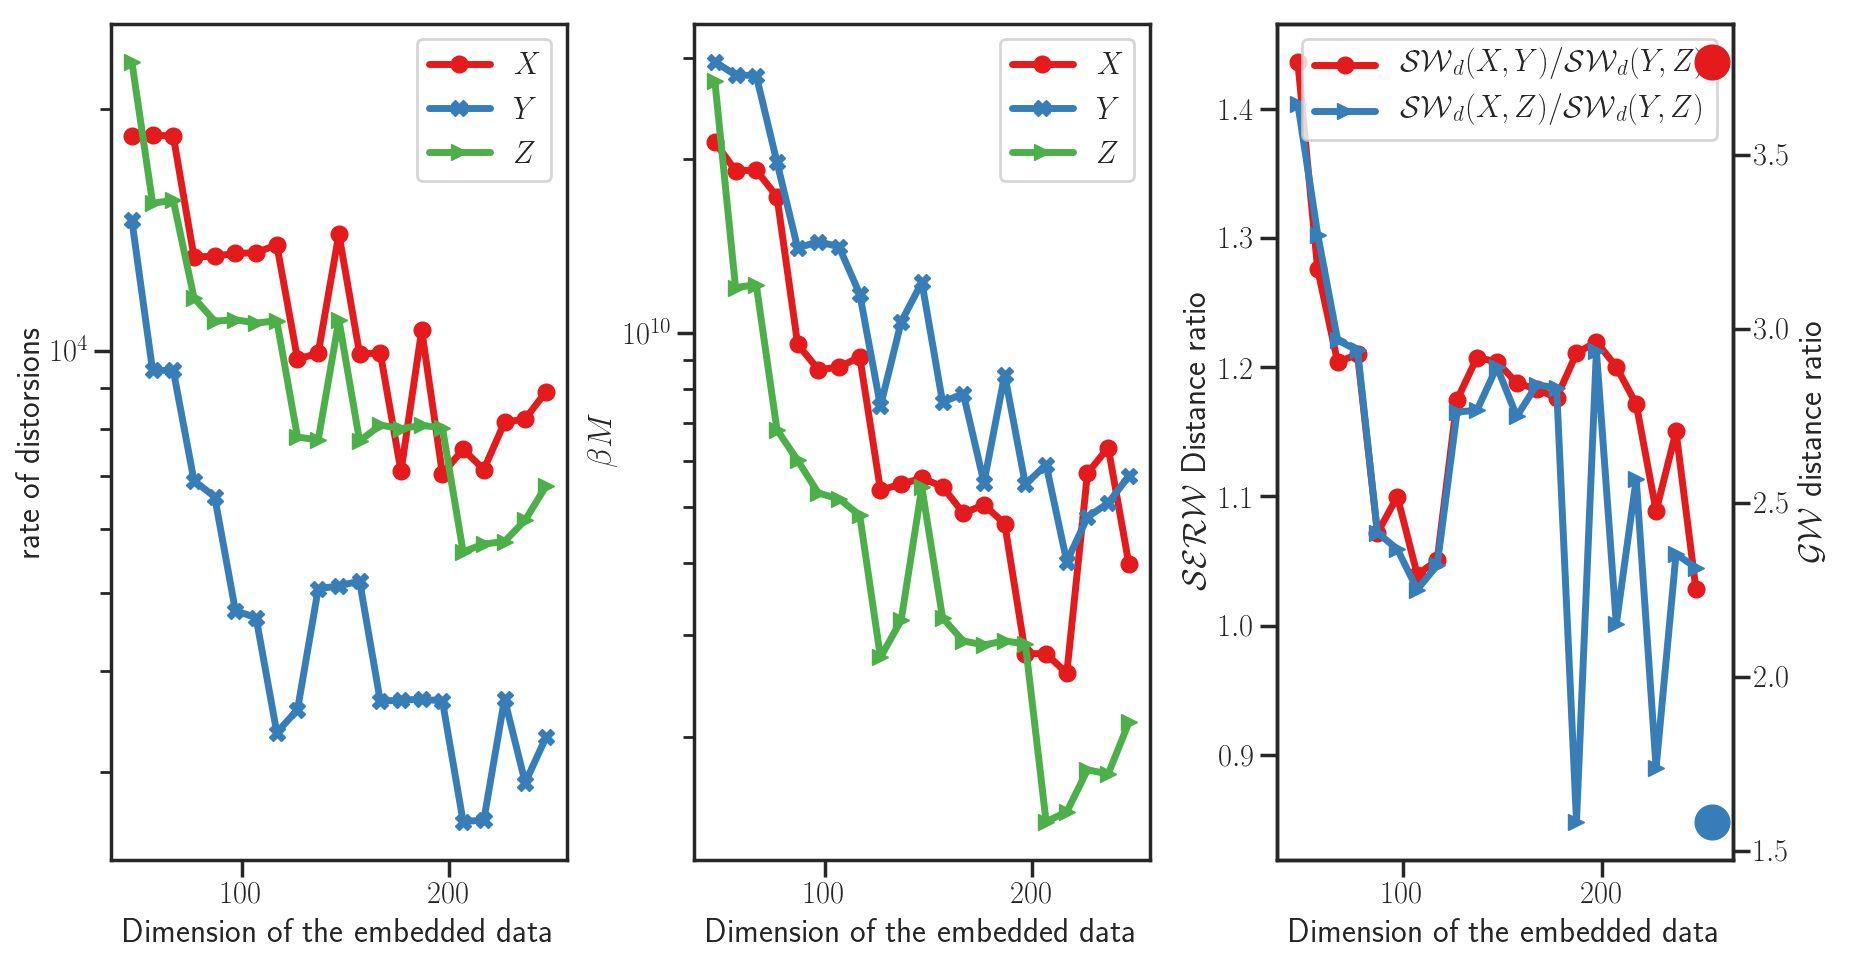 rate of distorsions
10^4
X
Y
Z
100
200
Dimension of the embedded data
βM
10^10
X
Y
Z
100
200
Dimension of the embedded data
SERW Distance ratio
1.4
1.3
1.2
1.1
1.0
0.9
SW_d(X, Y)/SW_d(Y, Z)
SW_d(X, Z)/SW_d(Y, Z)
3.5
3.0
2.5
2.0
1.5
GW distance ratio
100
200
Dimension of the embedded data